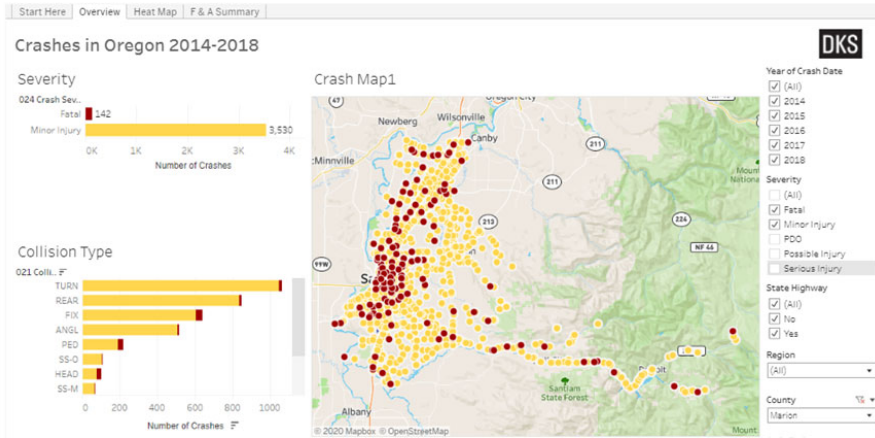 Start Here
Overview
Heat Map
F & A Summary
Crashes in Oregon 2014-2018
DKS
Severity
024 Crash Sev..
Fatal
142
Minor Injury
3,530
0K
1K
2K
3K
4K
Number of Crashes
Collision Type
021 Colli..
TURN
REAR
FIX
ANGL
PED
SS-O
HEAD
SS-M
0
200
400
600
800
1000
Number of Crashes
Crash Map1
Newberg
Wilsonville
Canby
211
211
213
224
NF 46
99W
Santiam
State Forest
Albany
Mount
© 2020 Mapbox © OpenStreetMap
Year of Crash Date
(All)
2014
2015
2016
2017
2018
Severity
(All)
Fatal
Minor Injury
PDO
Possible Injury
Serious Injury
State Highway
(All)
No
Yes
Region
(All)
County
Marion